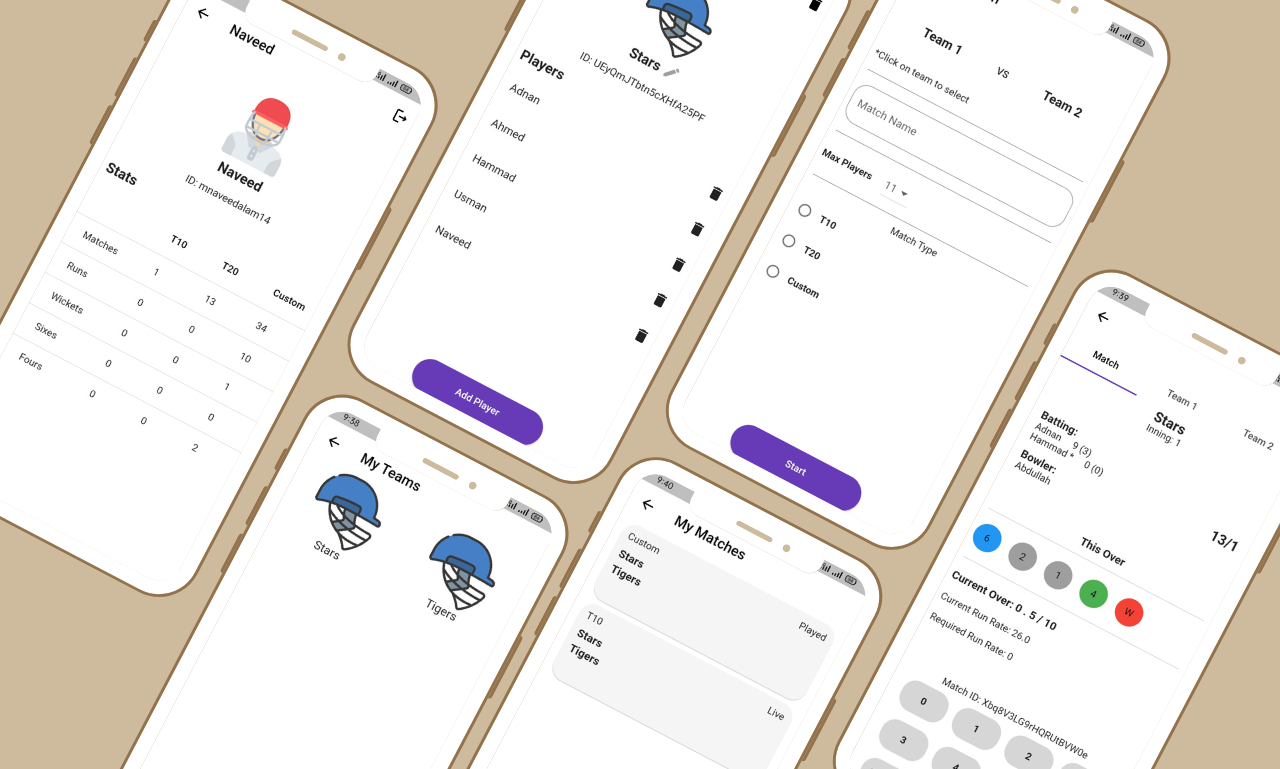 Naveed
Naveed
ID: mnaveedalam14
Stats
T10 T20 Custom
Matches 1 13 34
Runs 0 0 10
Wickets 0 0 1
Sixes 0 0 0
Fours 0 0 2
Stars
ID: UEyQmJTbtn5cXHfA25PF
Players
Adnan
Ahmed
Hammad
Usman
Naveed
Add Player
Team 1 VS Team 2
*Click on team to select
Match Name
Max Players 11
Match Type
T10
T20
Custom
Start
9:38
My Teams
Stars
Tigers
9:40
My Matches
Custom
Stars
Tigers
Played
T10
Stars
Tigers
Live
9:39
Match Team 1 Team 2
Stars
Inning: 1
Batting:
Adnan 9 (3)
Hammad * 0 (0)
Bowler:
Abdullah
13/1
This Over
6 2 1 4 W
Current Over: 0 . 5 / 10
Current Run Rate: 26.0
Required Run Rate: 0
Match ID: Xbq8V3LG9rHQRUtBVW0e
0 1 2
3 4